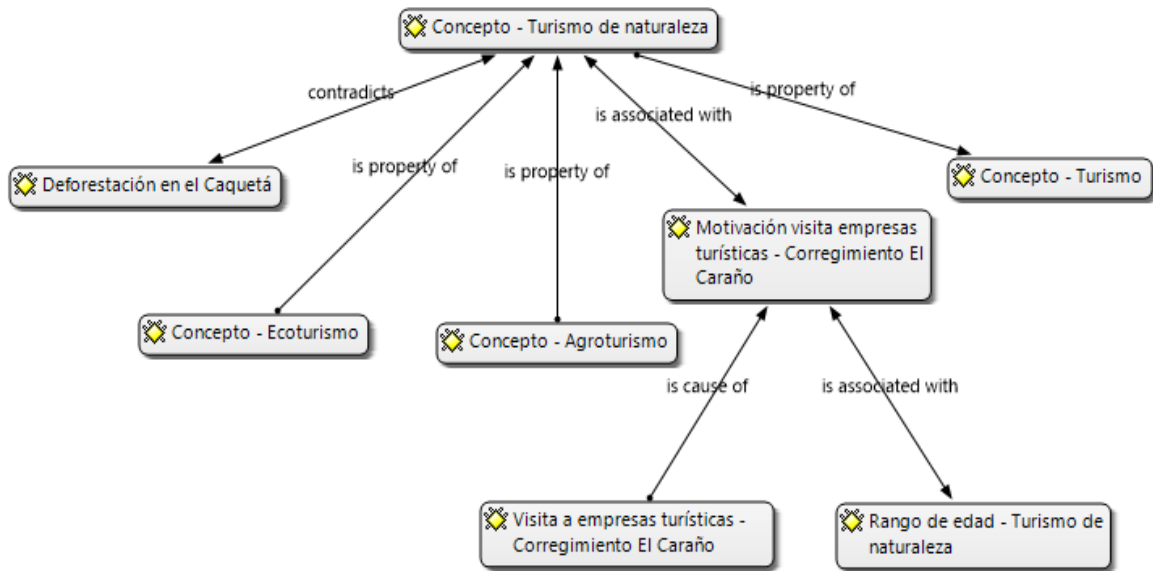 Concepto - Turismo de naturaleza
contradicts
is property of
is associated with
is property of
is property of
Deforestación en el Caquetá
Concepto - Turismo
Motivación visita empresas
turísticas - Corregimiento El
Caraño
Concepto - Ecoturismo
Concepto - Agroturismo
is cause of
is associated with
Visita a empresas turísticas -
Corregimiento El Caraño
Rango de edad - Turismo de
naturaleza